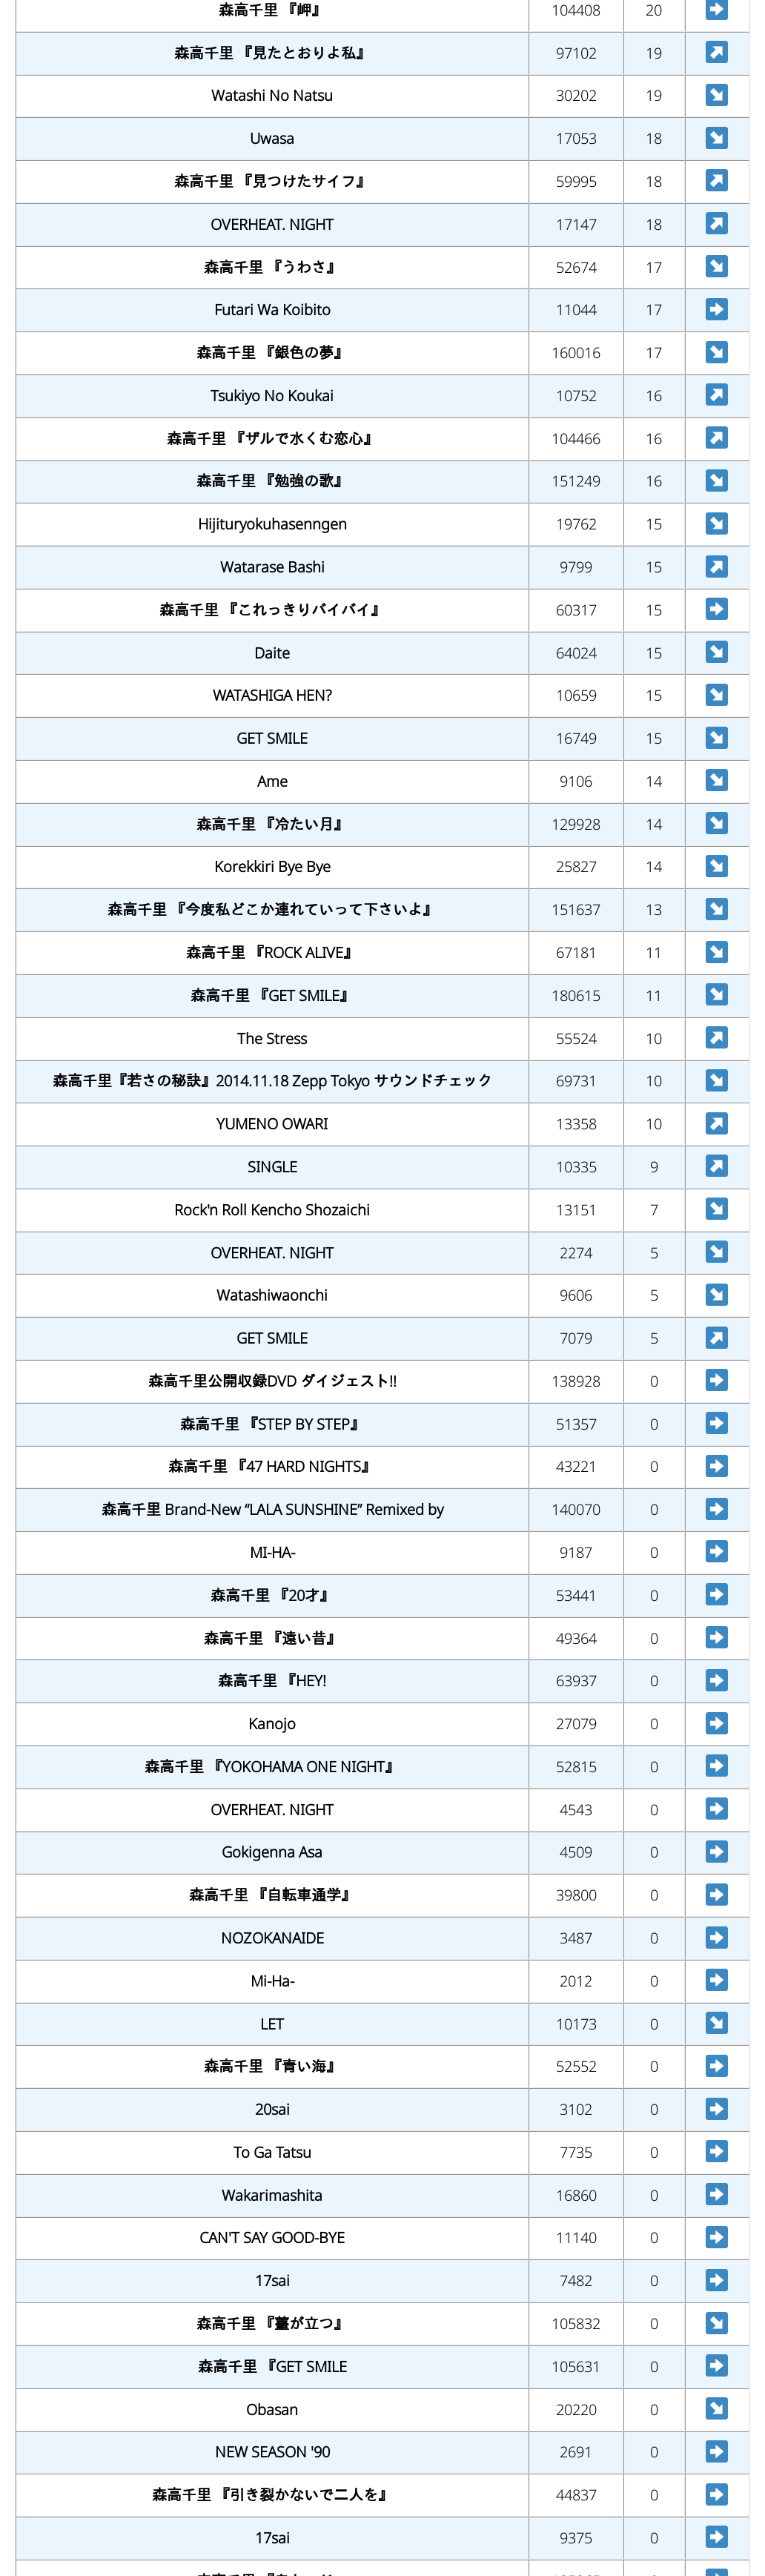 森高千里 『岬』 104408 20 ➡
森高千里 『見たとおりよ私』 97102 19 ↗
Watashi No Natsu 30202 19 ↘
Uwasa 17053 18 ↘
森高千里 『見つけたサイフ』 59995 18 ↗
OVERHEAT. NIGHT 17147 18 ↗
森高千里 『うわさ』 52674 17 ↘
Futari Wa Koibito 11044 17 ➡
森高千里 『銀色の夢』 160016 17 ↘
Tsukiyo No Koukai 10752 16 ↗
森高千里 『ザルで水くむ恋心』 104466 16 ↗
森高千里 『勉強の歌』 151249 16 ↘
Hijituryokuhasenngen 19762 15 ↘
Watarase Bashi 9799 15 ↗
森高千里 『これっきりバイバイ』 60317 15 ➡
Daite 64024 15 ↘
WATASHIGA HEN? 10659 15 ↘
GET SMILE 16749 15 ↘
Ame 9106 14 ↘
森高千里 『冷たい月』 129928 14 ↘
Korekkiri Bye Bye 25827 14 ↘
森高千里 『今度私どこか連れていって下さいよ』 151637 13 ↘
森高千里 『ROCK ALIVE』 67181 11 ↘
森高千里 『GET SMILE』 180615 11 ↘
The Stress 55524 10 ↗
森高千里『若さの秘訣』2014.11.18 Zepp Tokyo サウンドチェック 69731 10 ↘
YUMENO OWARI 13358 10 ↗
SINGLE 10335 9 ↗
Rock'n Roll Kencho Shozaichi 13151 7 ↘
OVERHEAT. NIGHT 2274 5 ↘
Watashiwaonchi 9606 5 ↘
GET SMILE 7079 5 ↗
森高千里公開収録DVD ダイジェスト!! 138928 0 ➡
森高千里 『STEP BY STEP』 51357 0 ➡
森高千里 『47 HARD NIGHTS』 43221 0 ➡
森高千里 Brand-New “LALA SUNSHINE” Remixed by 140070 0 ➡
MI-HA- 9187 0 ➡
森高千里 『20才』 53441 0 ➡
森高千里 『遠い昔』 49364 0 ➡
森高千里 『HEY! 63937 0 ➡
Kanojo 27079 0 ➡
森高千里 『YOKOHAMA ONE NIGHT』 52815 0 ➡
OVERHEAT. NIGHT 4543 0 ➡
Gokigenna Asa 4509 0 ➡
森高千里 『自転車通学』 39800 0 ➡
NOZOKANAIDE 3487 0 ➡
Mi-Ha- 2012 0 ➡
LET 10173 0 ↘
森高千里 『青い海』 52552 0 ➡
20sai 3102 0 ➡
To Ga Tatsu 7735 0 ➡
Wakarimashita 16860 0 ➡
CAN'T SAY GOOD-BYE 11140 0 ➡
17sai 7482 0 ➡
森高千里 『薹が立つ』 105832 0 ↘
森高千里 『GET SMILE 105631 0 ➡
Obasan 20220 0 ↘
NEW SEASON '90 2691 0 ➡
森高千里 『引き裂かないで二人を』 44837 0 ➡
17sai 9375 0 ➡